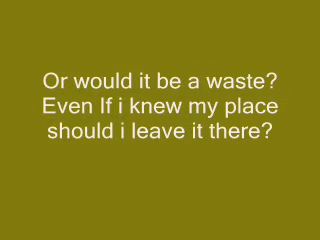 Or would it be a waste?
Even If i knew my place
should i leave it there?